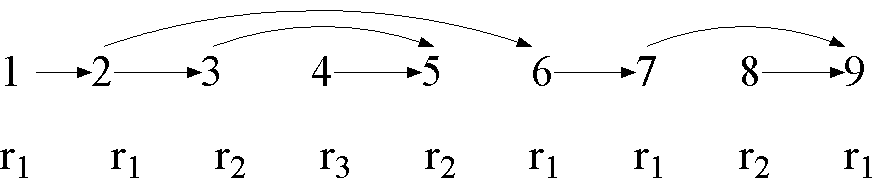 1 2 3 4 5 6 7 8 9
r₁ r₁ r₂ r₃ r₂ r₁ r₁ r₂ r₁